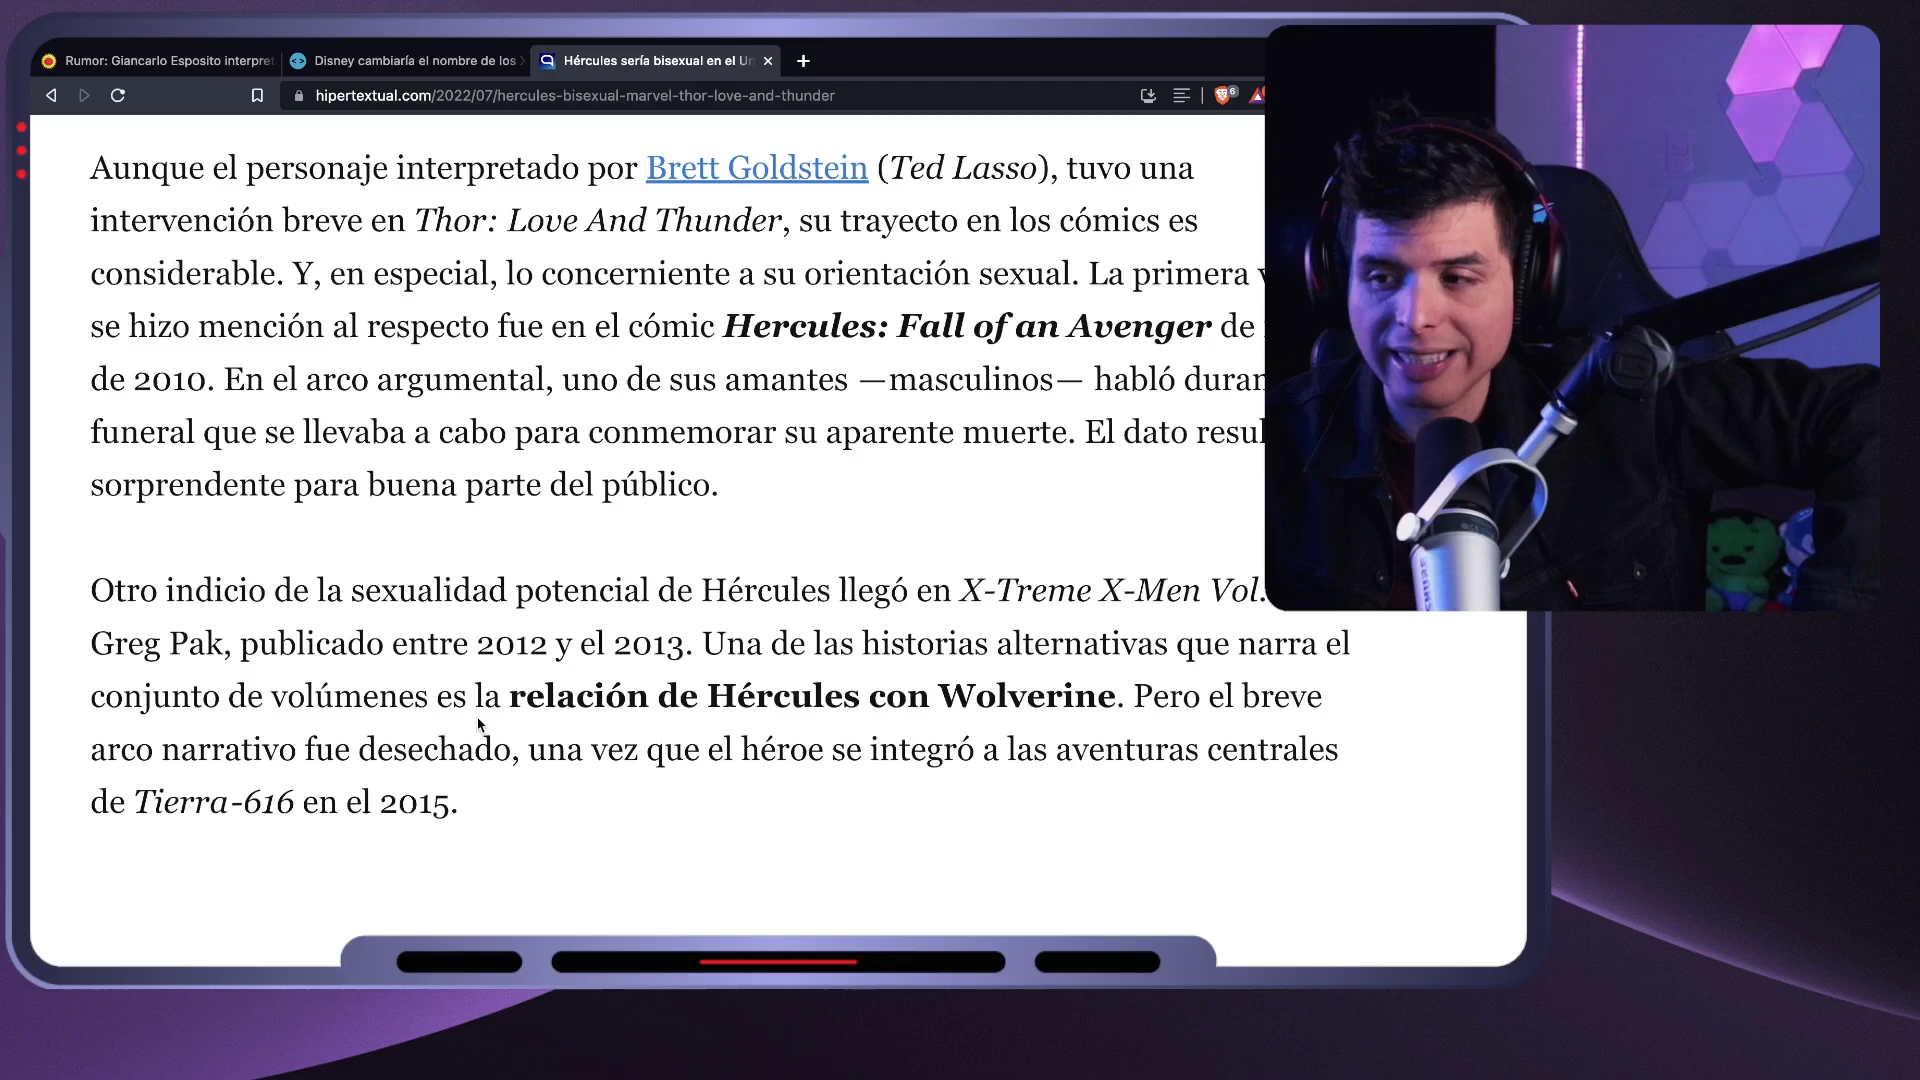 Rumor: Giancarlo Esposito interpret
Disney cambiaría el nombre de los X
Hércules sería bisexual en el Un
hipertextual.com/2022/07/hercules-bisexual-marvel-thor-love-and-thunder
6
Aunque el personaje interpretado por Brett Goldstein (Ted Lasso), tuvo una
intervención breve en Thor: Love And Thunder, su trayecto en los cómics es
considerable. Y, en especial, lo concerniente a su orientación sexual. La primera v
se hizo mención al respecto fue en el cómic Hercules: Fall of an Avenger de
de 2010. En el arco argumental, uno de sus amantes —masculinos— habló duran
funeral que se llevaba a cabo para conmemorar su aparente muerte. El dato resul
sorprendente para buena parte del público.
Otro indicio de la sexualidad potencial de Hércules llegó en X-Treme X-Men Vol.
Greg Pak, publicado entre 2012 y el 2013. Una de las historias alternativas que narra el
conjunto de volúmenes es la relación de Hércules con Wolverine. Pero el breve
arco narrativo fue desechado, una vez que el héroe se integró a las aventuras centrales
de Tierra-616 en el 2015.